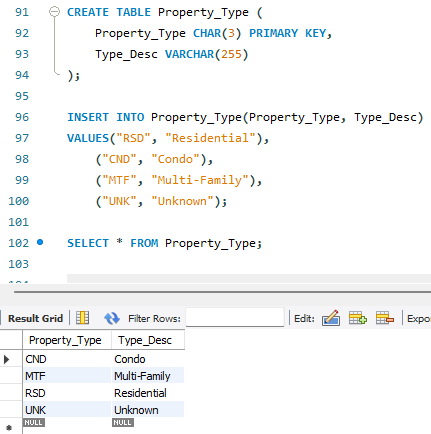 91 CREATE TABLE Property_Type (
92 Property_Type CHAR(3) PRIMARY KEY,
93 Type_Desc VARCHAR(255)
94 );
95
96 INSERT INTO Property_Type(Property_Type, Type_Desc)
97 VALUES("RSD", "Residential"),
98 ("CND", "Condo"),
99 ("MTF", "Multi-Family"),
100 ("UNK", "Unknown");
101
102 SELECT * FROM Property_Type;
103
Result Grid Filter Rows: Edit: Expo
Property_Type Type_Desc
CND Condo
MTF Multi-Family
RSD Residential
UNK Unknown
NULL NULL